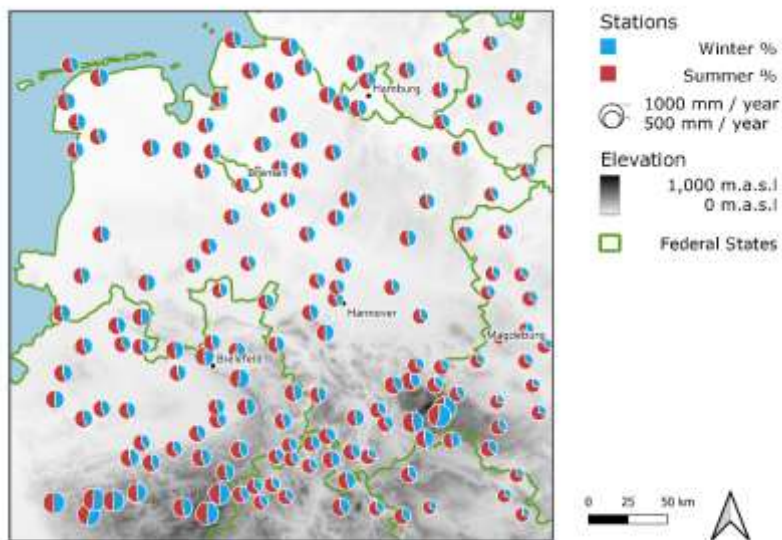 Stations
Winter %
Summer %
1000 mm / year
500 mm / year
Elevation
1,000 m.a.s.l
0 m.a.s.l
Federal States
Hamburg
Bremen
Hannover
Magdeburg
Bielefeld
0 25 50 km